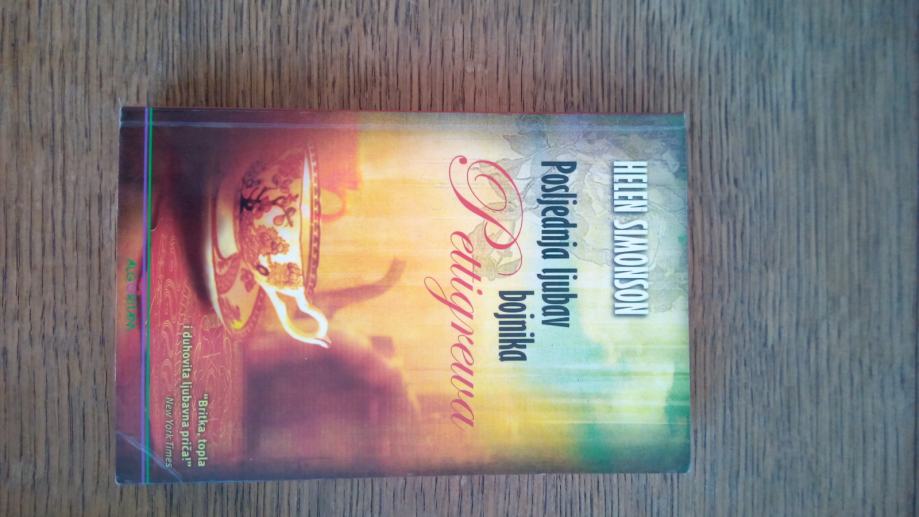 HELEN SIMONSON
Posljednja ljubav
bojnika
Pettigrewa
"Britka, topla
i duhovita ljubavna priča!"
New York Times